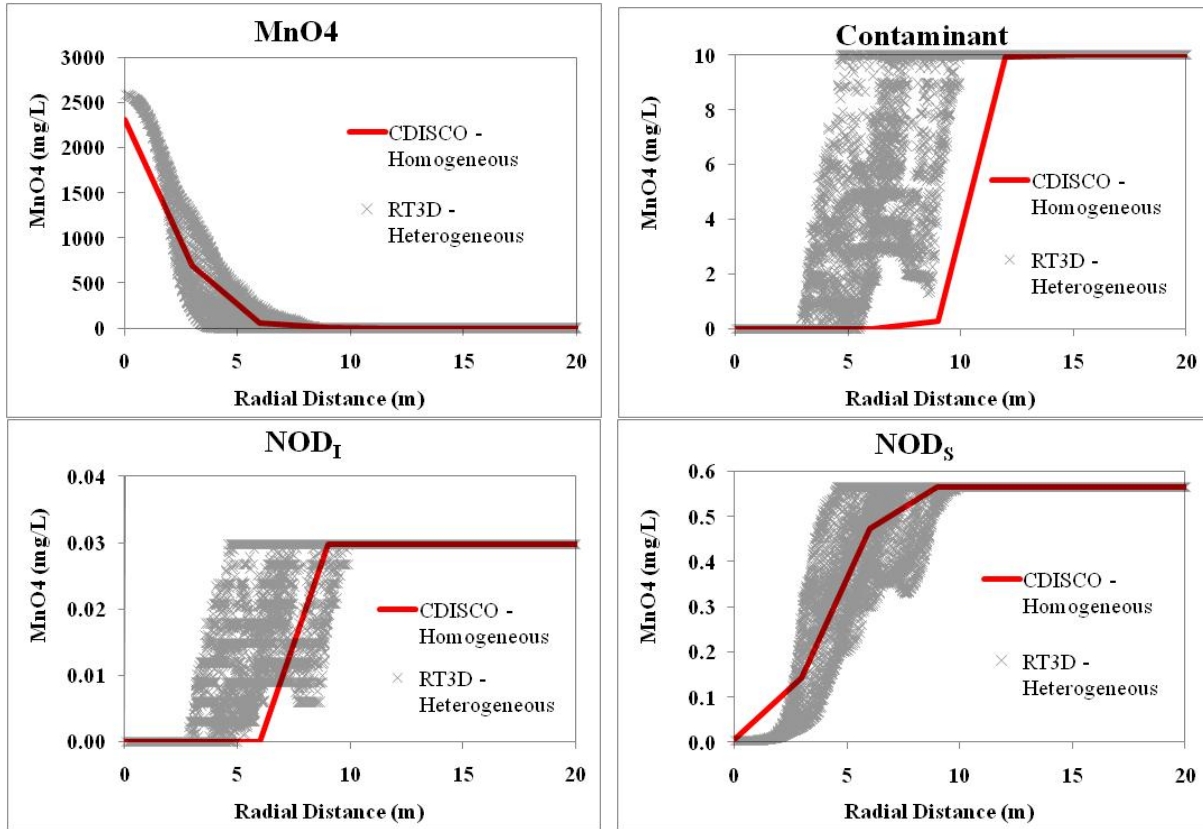 MnO4
3000
2500
2000
1500
1000
500
0
MnO4 (mg/L)
CDISCO -
Homogeneous
RT3D -
Heterogeneous
0 5 10 15 20
Radial Distance (m)
Contaminant
10
8
6
4
2
0
MnO4 (mg/L)
CDISCO -
Homogeneous
RT3D -
Heterogeneous
0 5 10 15 20
Radial Distance (m)
NODI
0.04
0.03
0.02
0.01
0.00
MnO4 (mg/L)
CDISCO -
Homogeneous
RT3D -
Heterogeneous
0 5 10 15 20
Radial Distance (m)
NODS
0.6
0.5
0.4
0.3
0.2
0.1
0.0
MnO4 (mg/L)
CDISCO -
Homogeneous
RT3D -
Heterogeneous
0 5 10 15 20
Radial Distance (m)